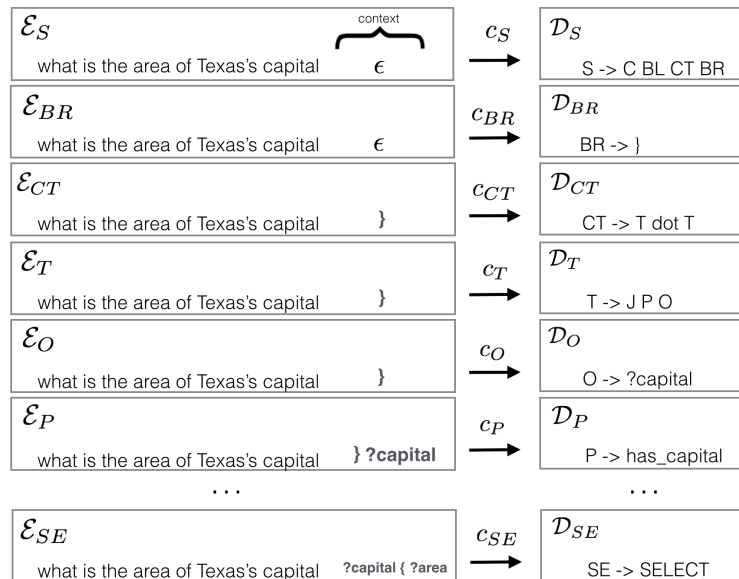 ℰ_S context c_S 𝒟_S
what is the area of Texas's capital ϵ S -> C BL CT BR
ℰ_BR c_BR 𝒟_BR
what is the area of Texas's capital ϵ BR -> }
ℰ_CT c_CT 𝒟_CT
what is the area of Texas's capital } CT -> T dot T
ℰ_T c_T 𝒟_T
what is the area of Texas's capital } T -> J P O
ℰ_O c_O 𝒟_O
what is the area of Texas's capital } O -> ?capital
ℰ_P c_P 𝒟_P
what is the area of Texas's capital } ?capital P -> has_capital
... ...
ℰ_SE c_SE 𝒟_SE
what is the area of Texas's capital ?capital { ?area SE -> SELECT